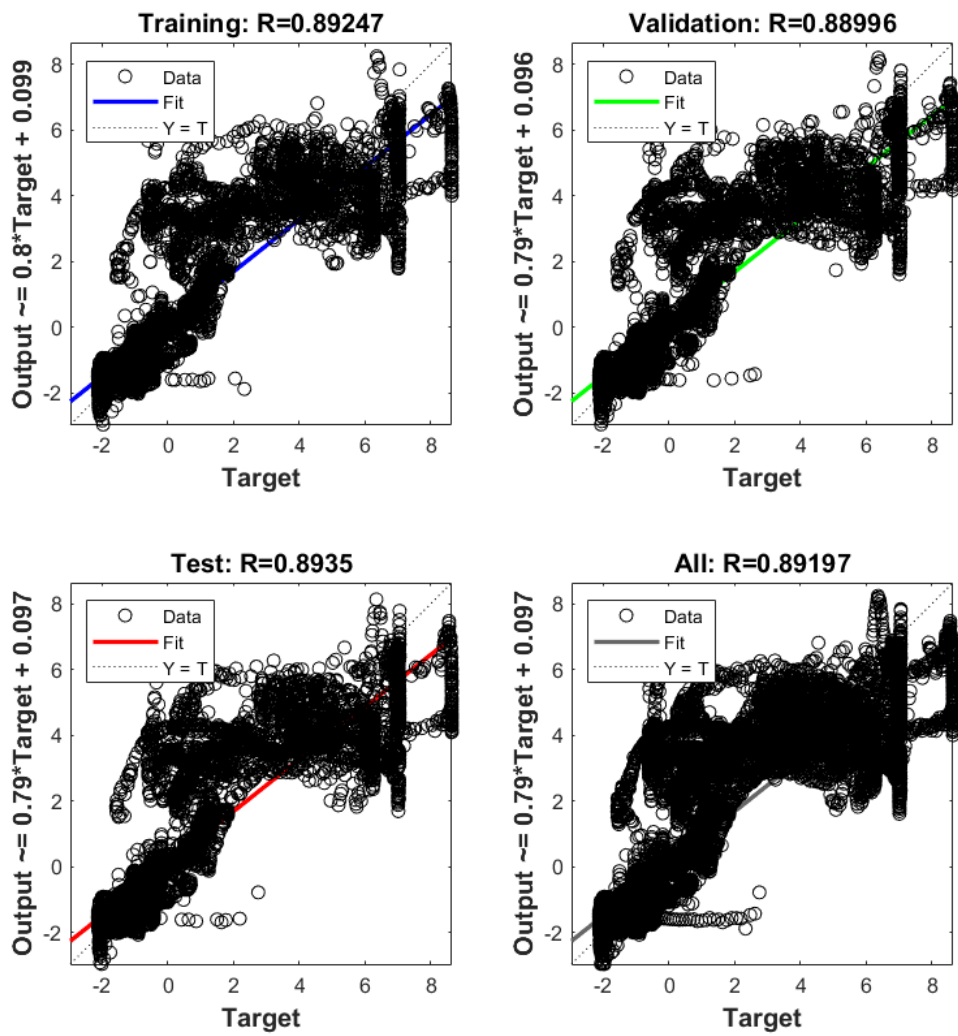 Training: R=0.89247
Output ~= 0.8*Target + 0.099
8
6
4
2
0
-2
Data
Fit
Y = T
-2 0 2 4 6 8
Target
Validation: R=0.88996
Output ~= 0.79*Target + 0.096
8
6
4
2
0
-2
Data
Fit
Y = T
-2 0 2 4 6 8
Target
Test: R=0.8935
Output ~= 0.79*Target + 0.097
8
6
4
2
0
-2
Data
Fit
Y = T
-2 0 2 4 6 8
Target
All: R=0.89197
Output ~= 0.79*Target + 0.097
8
6
4
2
0
-2
Data
Fit
Y = T
-2 0 2 4 6 8
Target